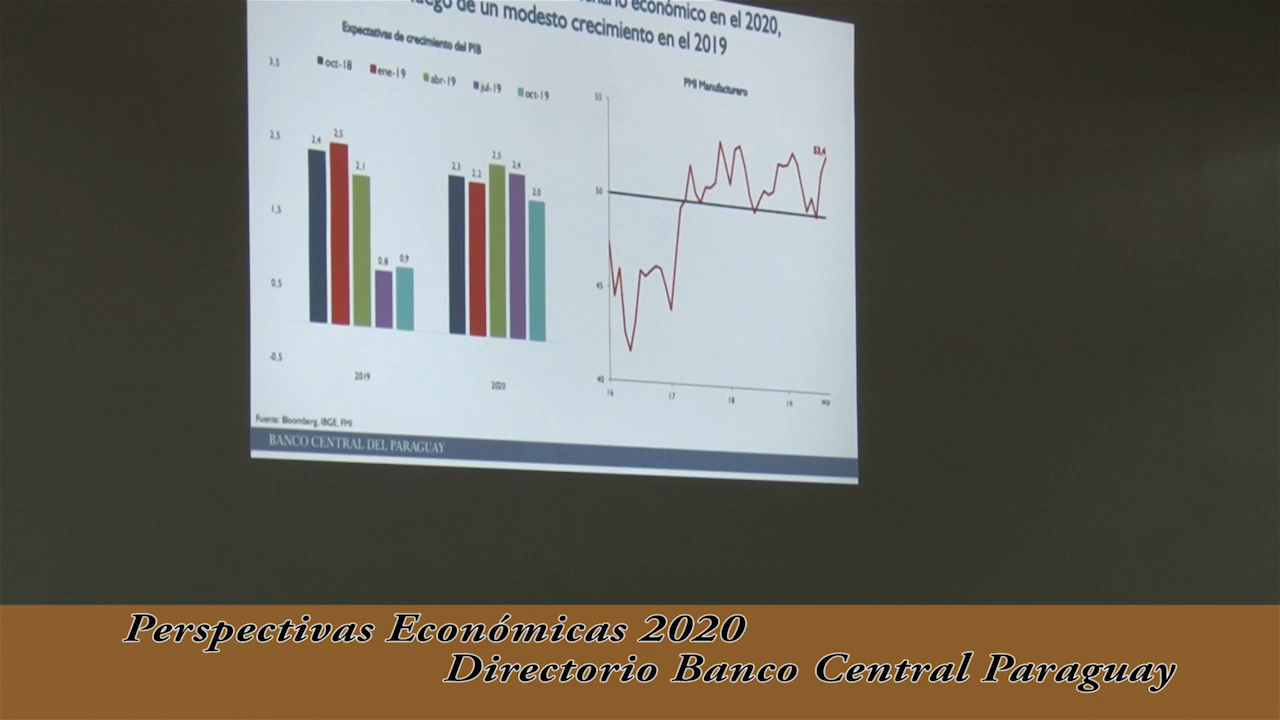 económico en el 2020,
de un modesto crecimiento en el 2019
Expectativas de crecimiento del PIB
oct-18 ene-19 abr-19 jul-19 oct-19
3,5
2,5
1,5
0,5
-0,5
2,4 2,5 2,1 0,8 0,9
2,3 2,2 2,5 2,4 2,0
2019 2020
PMI Manufacturero
55
50
45
40
52,4
16 17 18 19 sep
Fuente: Bloomberg, IBGE, FMI
BANCO CENTRAL DEL PARAGUAY
Perspectivas Económicas 2020
Directorio Banco Central Paraguay